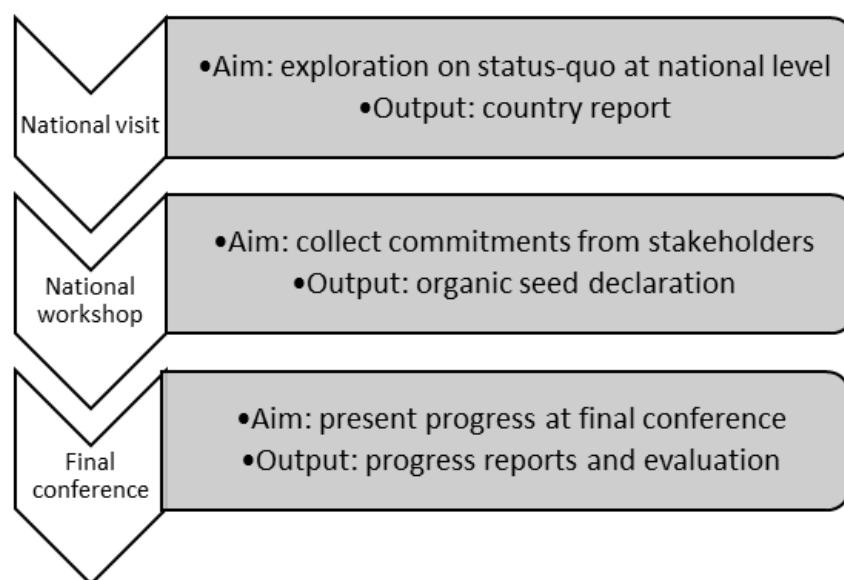 National visit
•Aim: exploration on status-quo at national level
•Output: country report
National
workshop
•Aim: collect commitments from stakeholders
•Output: organic seed declaration
Final
conference
•Aim: present progress at final conference
•Output: progress reports and evaluation